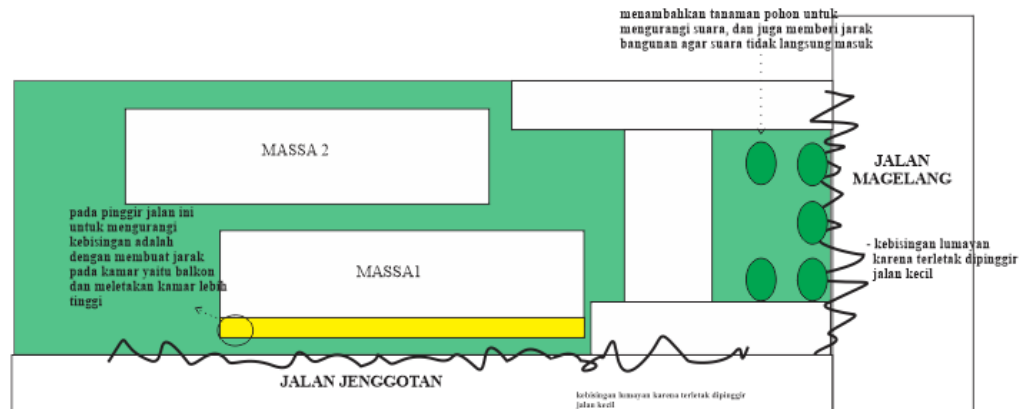 menambahkan tanaman pohon untuk
mengurangi suara, dan juga memberi jarak
bangunan agar suara tidak langsung masuk
MASSA 2
JALAN
MAGELANG
pada pinggir jalan ini
untuk mengurangi
kebisingan adalah
dengan membuat jarak
pada kamar yaitu balkon
dan meletakan kamar lebih
tinggi
MASSA1
- kebisingan lumayan
karena terletak dipinggir
jalan kecil
JALAN JENGGOTAN
kebisingan lumayan karena terletak dipinggir
jalan kecil